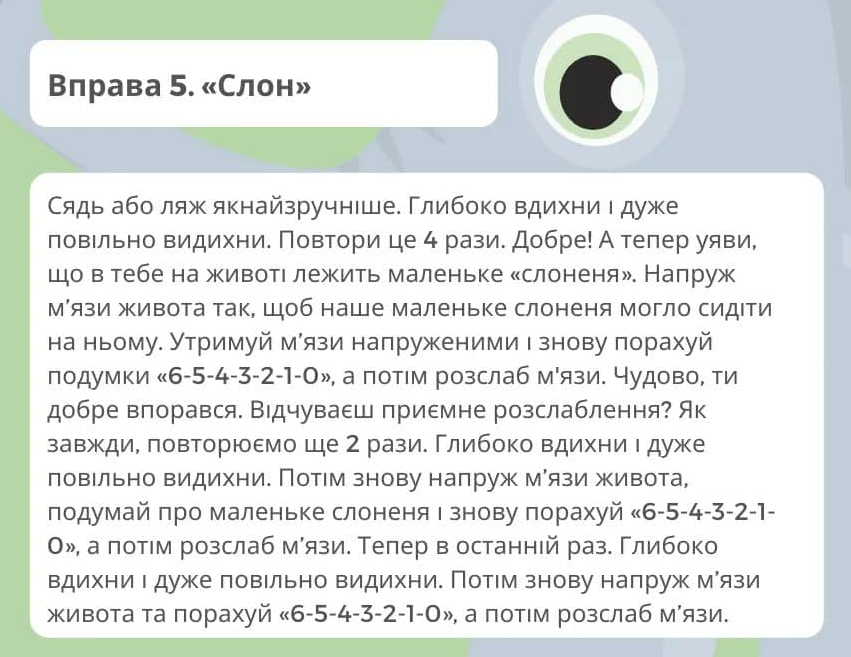 Вправа 5. «Слон»
Сядь або ляж якнайзручніше. Глибоко вдихни і дуже
повільно видихни. Повтори це 4 рази. Добре! А тепер уяви,
що в тебе на животі лежить маленьке «слоненя». Напруж
м’язи живота так, щоб наше маленьке слоненя могло сидіти
на ньому. Утримуй м’язи напруженими і знову порахуй
подумки «6-5-4-3-2-1-0», а потім розслаб м'язи. Чудово, ти
добре впорався. Відчуваєш приємне розслаблення? Як
завжди, повторюємо ще 2 рази. Глибоко вдихни і дуже
повільно видихни. Потім знову напруж м’язи живота,
подумай про маленьке слоненя і знову порахуй «6-5-4-3-2-1-
0», а потім розслаб м’язи. Тепер в останній раз. Глибоко
вдихни і дуже повільно видихни. Потім знову напруж м’язи
живота та порахуй «6-5-4-3-2-1-0», а потім розслаб м’язи.